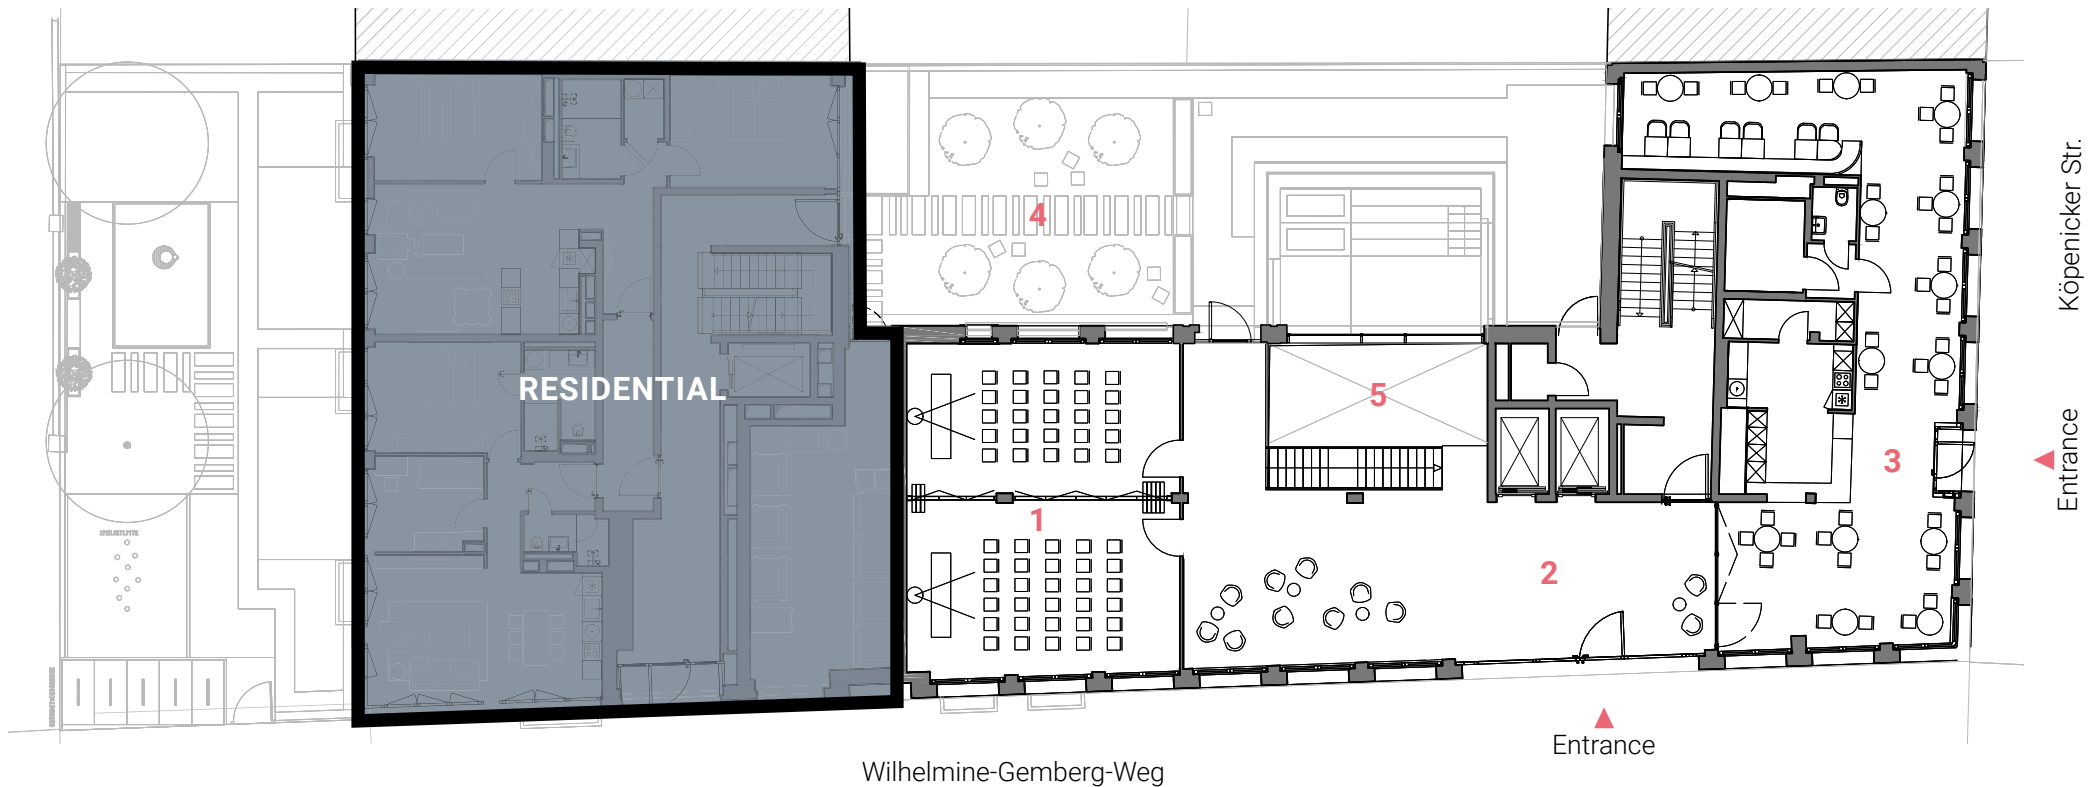 4
Köpenicker Str.
RESIDENTIAL
5
3
Entrance
1
2
Entrance
Wilhelmine-Gemberg-Weg